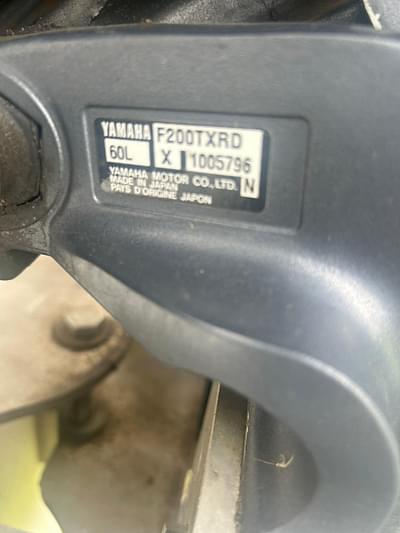 YAMAHA F200TXRD
60L X 1005796
YAMAHA MOTOR CO.,LTD.
MADE IN JAPAN N
PAYS D'ORIGINE JAPON